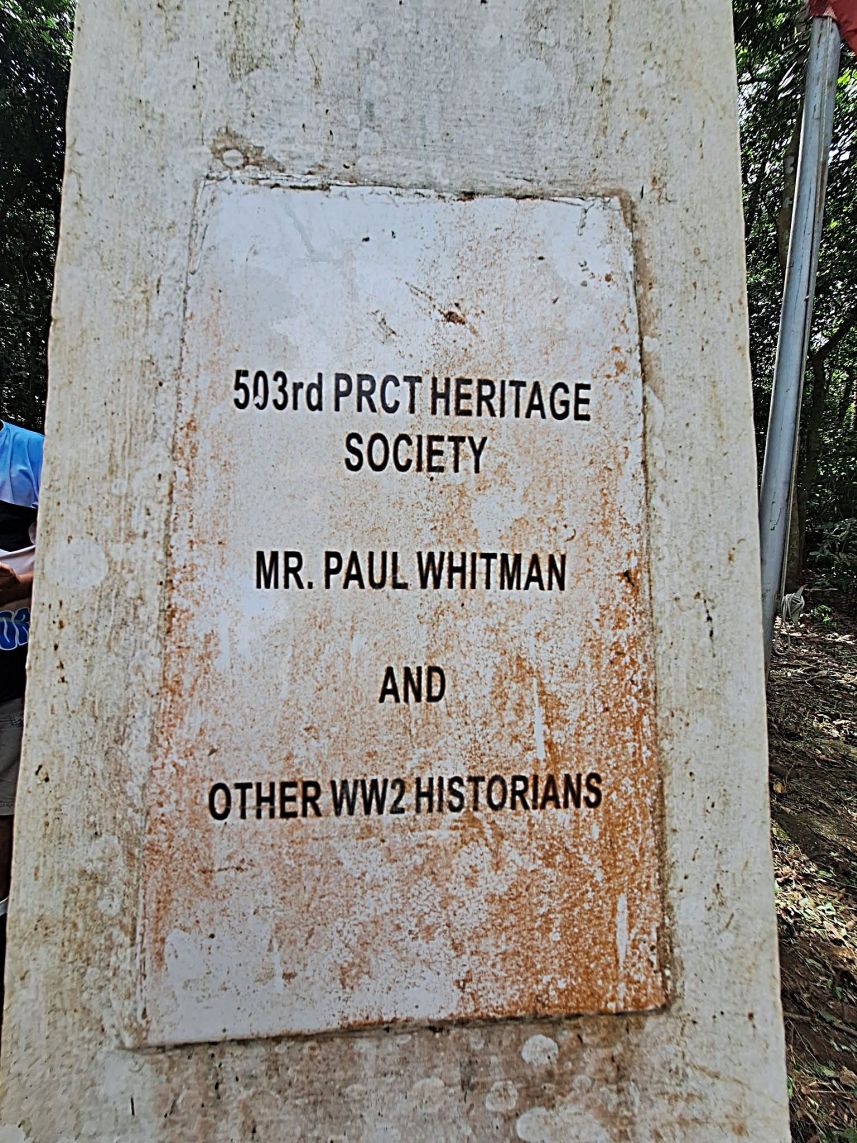 503rd PRCT HERITAGE
SOCIETY
MR. PAUL WHITMAN
AND
OTHER WW2 HISTORIANS